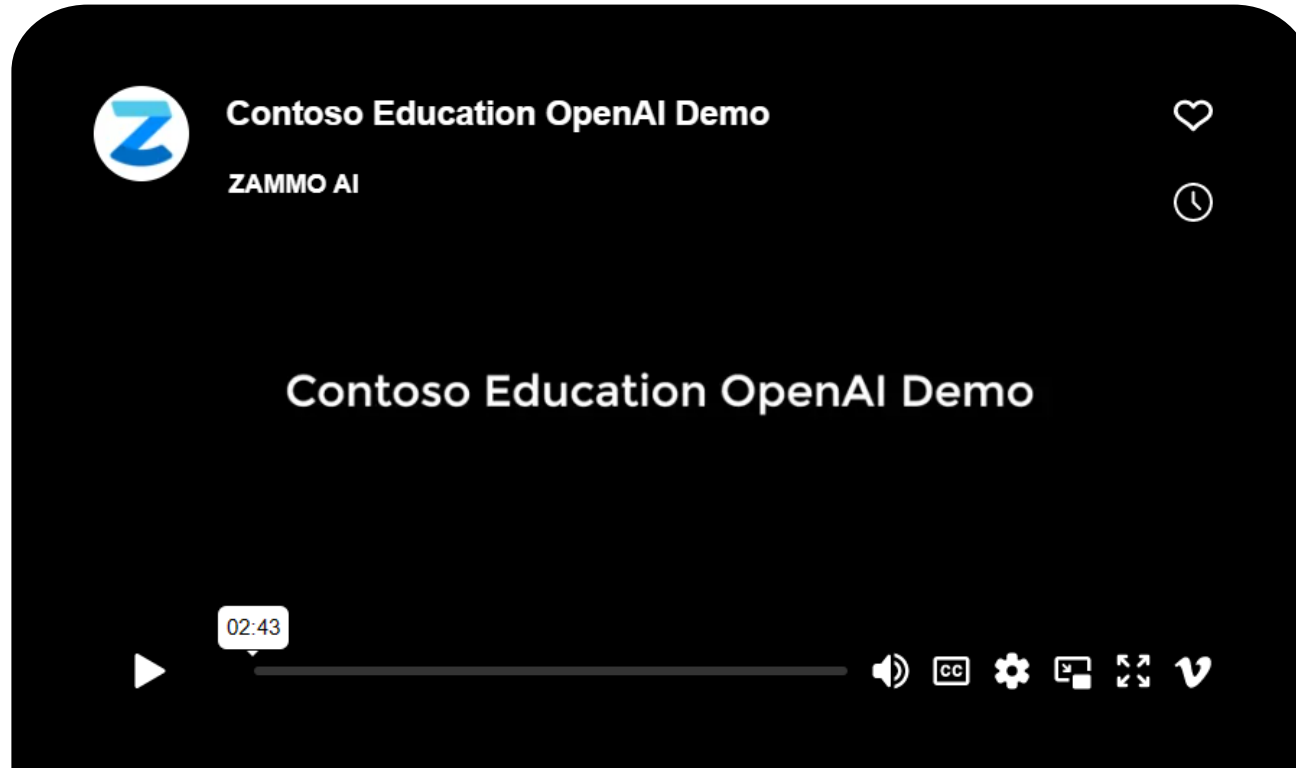 Contoso Education OpenAI Demo
ZAMMO AI
Contoso Education OpenAI Demo
02:43
CC